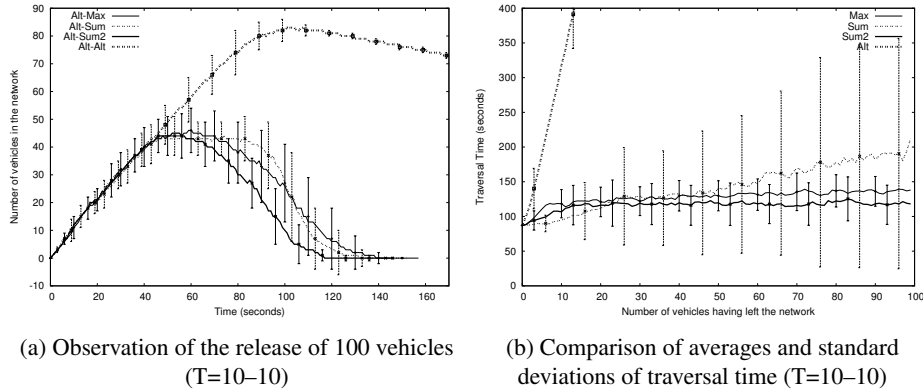 90
80
70
60
50
40
30
20
10
0
-10
0
20
40
60
80
100
120
140
160
Number of vehicles in the network
Time (seconds)
Alt-Max
Alt-Sum
Alt-Sum2
Alt-Alt
400
350
300
250
200
150
100
50
0
0
10
20
30
40
50
60
70
80
90
100
Traversal Time (seconds)
Number of vehicles having left the network
Max
Sum
Sum2
Alt
(a) Observation of the release of 100 vehicles
(T=10–10)
(b) Comparison of averages and standard
deviations of traversal time (T=10–10)